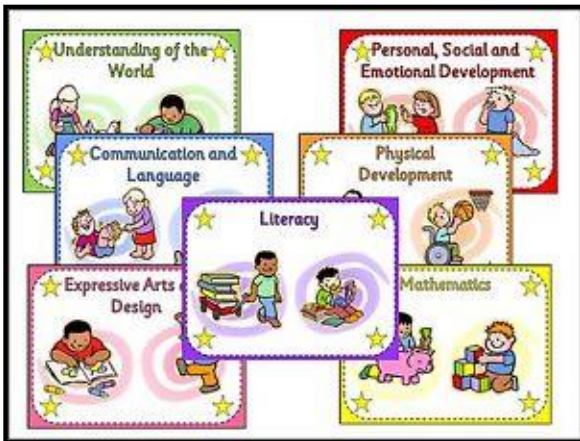 Understanding of the
World
Personal, Social and
Emotional Development
Communication and
Language
Physical
Development
Literacy
Expressive Arts
Design
Mathematics